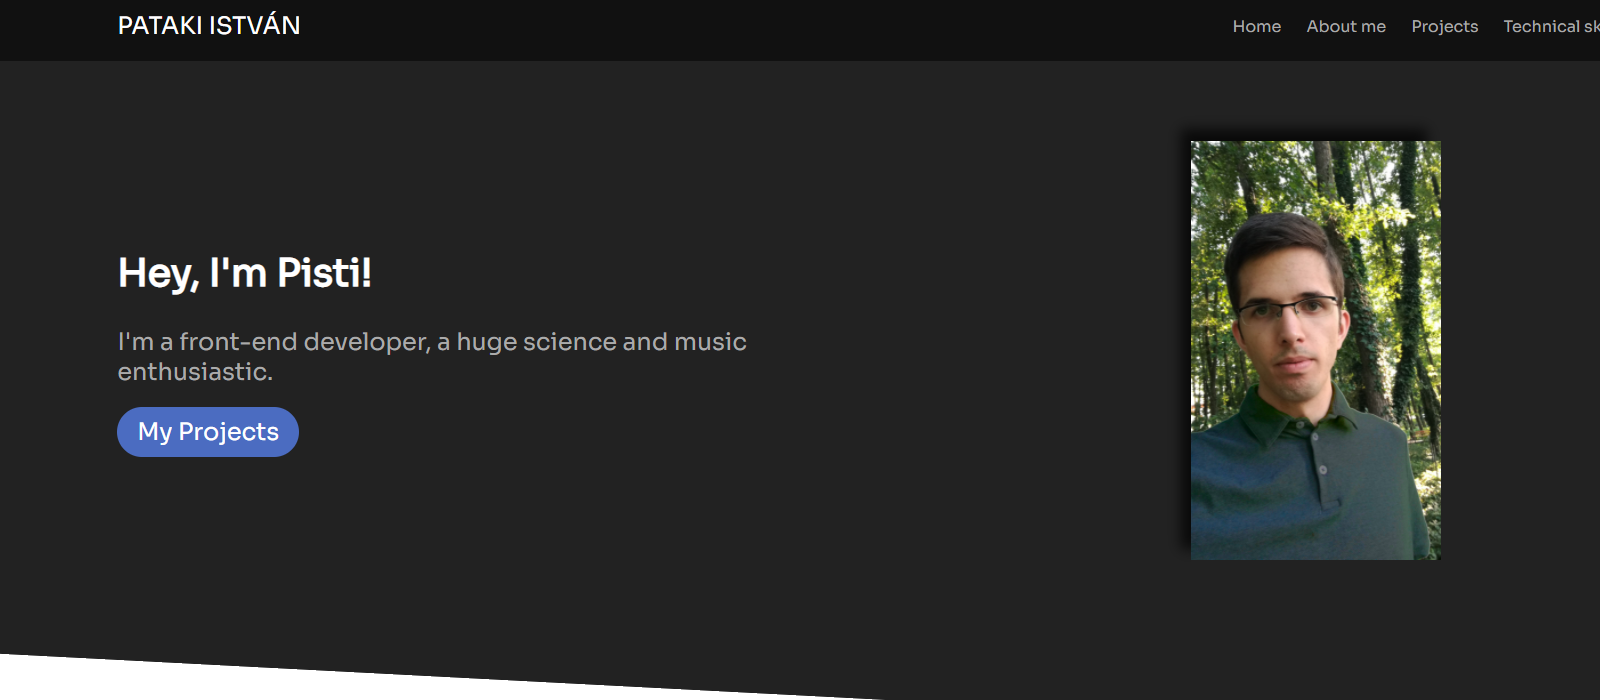 PATAKI ISTVÁN
Home About me Projects Technical sk
Hey, I'm Pisti!
I'm a front-end developer, a huge science and music
enthusiastic.
My Projects